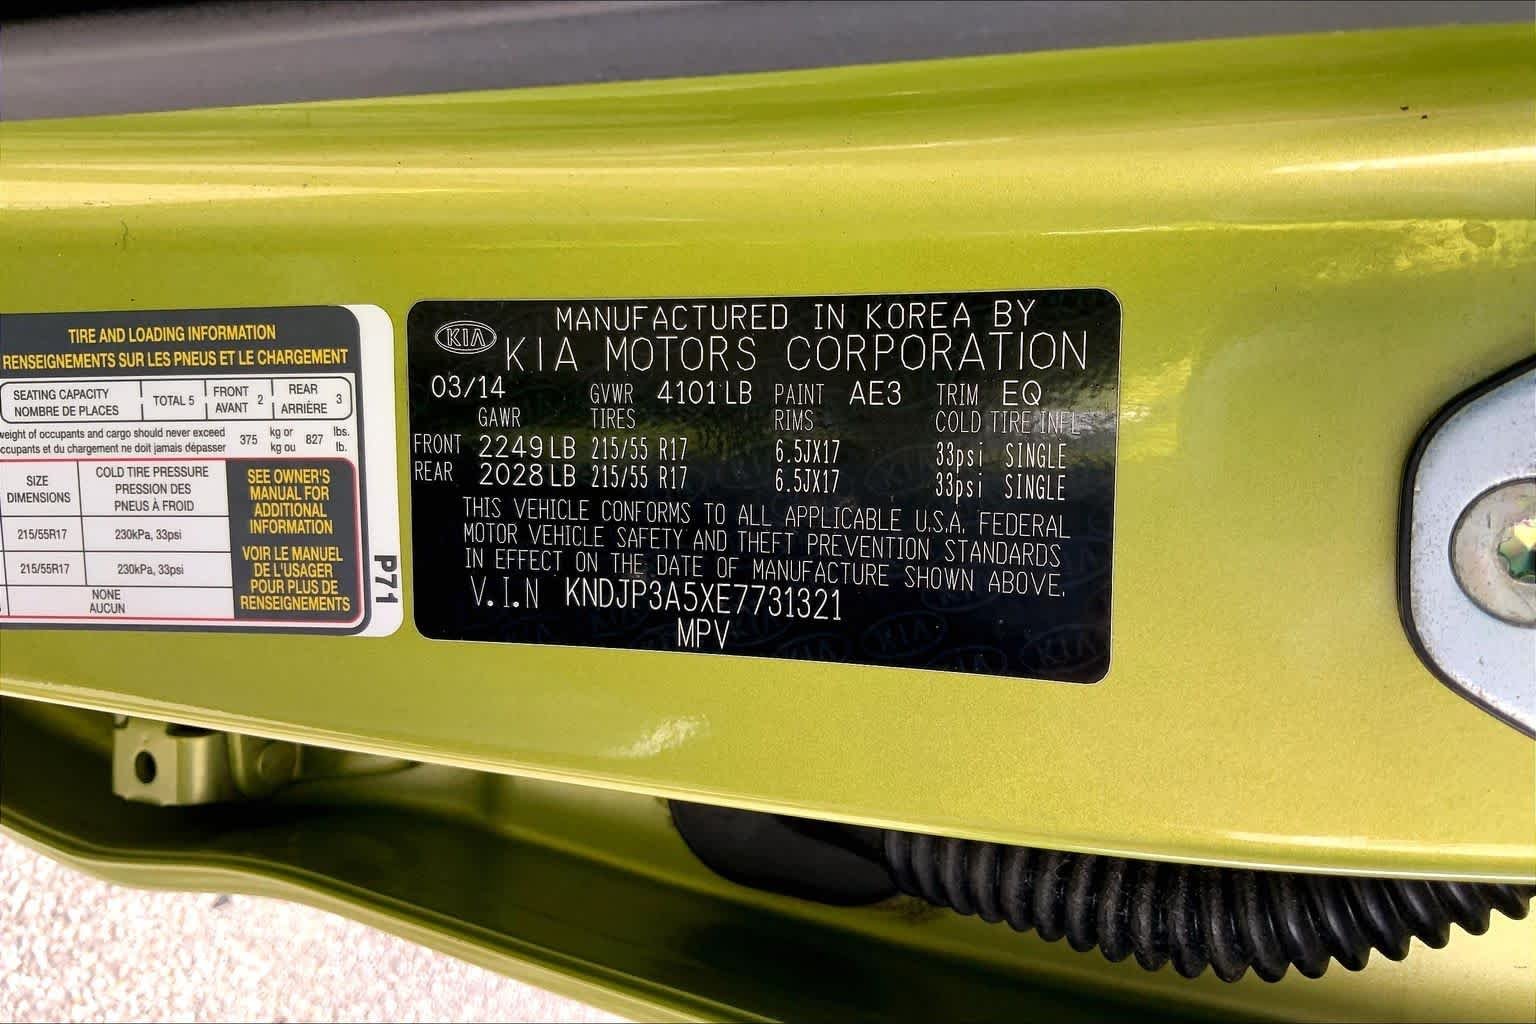 TIRE AND LOADING INFORMATION
RENSEIGNEMENTS SUR LES PNEUS ET LE CHARGEMENT
SEATING CAPACITY
NOMBRE DE PLACES
TOTAL 5
FRONT
AVANT
2
REAR
ARRIÈRE
3
weight of occupants and cargo should never exceed
occupants et du chargement ne doit jamais dépasser
375
kg or
kg ou
827
lbs.
lb.
SIZE
DIMENSIONS
COLD TIRE PRESSURE
PRESSION DES
PNEUS À FROID
215/55R17
230kPa, 33psi
215/55R17
230kPa, 33psi
NONE
AUCUN
SEE OWNER'S
MANUAL FOR
ADDITIONAL
INFORMATION
VOIR LE MANUEL
DE L'USAGER
POUR PLUS DE
RENSEIGNEMENTS
P71
KIA
MANUFACTURED IN KOREA BY
KIA MOTORS CORPORATION
03/14 GVWR 4101LB PAINT AE3 TRIM EQ
GAWR TIRES RIMS COLD TIRE INFL
FRONT 2249LB 215/55 R17 6.5JX17 33psi SINGLE
REAR 2028LB 215/55 R17 6.5JX17 33psi SINGLE
THIS VEHICLE CONFORMS TO ALL APPLICABLE U.S.A. FEDERAL
MOTOR VEHICLE SAFETY AND THEFT PREVENTION STANDARDS
IN EFFECT ON THE DATE OF MANUFACTURE SHOWN ABOVE.
V.I.N KNDJP3A5XE7731321
MPV